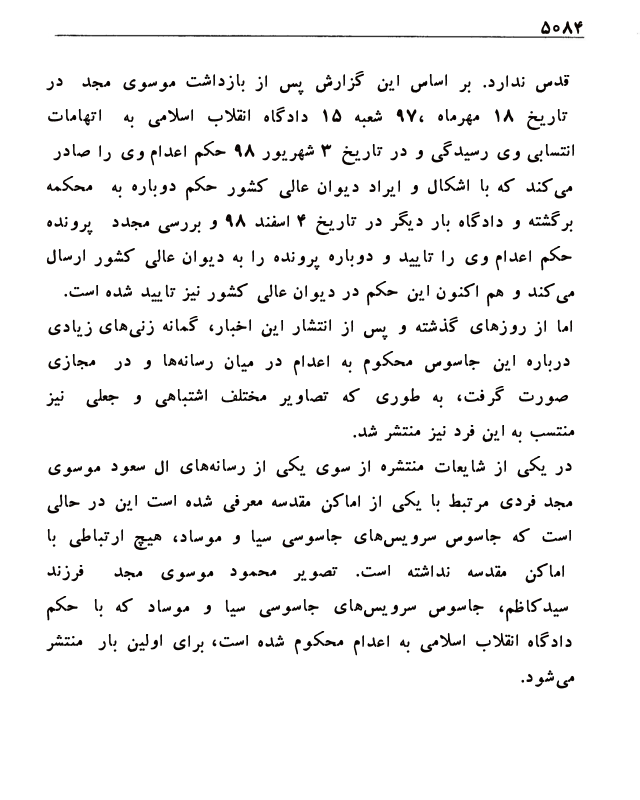 ۵۰۸۴
قدس ندارد. بر اساس این گزارش پس از بازداشت موسوی مجد در
تاریخ ۱۸ مهرماه ،۹۷ شعبه ۱۵ دادگاه انقلاب اسلامی به اتهامات
انتسابی وی رسیدگی و در تاریخ ۳ شهریور ۹۸ حکم اعدام وی را صادر
می‌کند که با اشکال و ایراد دیوان عالی کشور حکم دوباره به محکمه
برگشته و دادگاه بار دیگر در تاریخ ۴ اسفند ۹۸ و بررسی مجدد پرونده
حکم اعدام وی را تایید و دوباره پرونده را به دیوان عالی کشور ارسال
می‌کند و هم اکنون این حکم در دیوان عالی کشور نیز تایید شده است.
اما از روزهای گذشته و پس از انتشار این اخبار، گمانه زنی‌های زیادی
درباره این جاسوس محکوم به اعدام در میان رسانه‌ها و در مجازی
صورت گرفت، به طوری که تصاویر مختلف اشتباهی و جعلی نیز
منتسب به این فرد نیز منتشر شد.
در یکی از شایعات منتشره از سوی یکی از رسانه‌های ال سعود موسوی
مجد فردی مرتبط با یکی از اماکن مقدسه معرفی شده است این در حالی
است که جاسوس سرویس‌های جاسوسی سیا و موساد، هیچ ارتباطی با
اماکن مقدسه نداشته است. تصویر محمود موسوی مجد فرزند
سیدکاظم، جاسوس سرویس‌های جاسوسی سیا و موساد که با حکم
دادگاه انقلاب اسلامی به اعدام محکوم شده است، برای اولین بار منتشر
می‌شود.